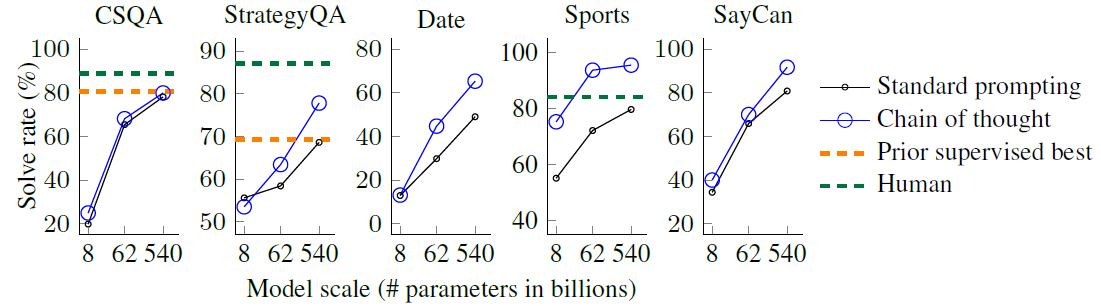 CSQA StrategyQA Date Sports SayCan
Solve rate (%)
100
80
60
40
20
8 62 540
90
80
70
60
50
8 62 540
80
60
40
20
0
8 62 540
100
80
60
40
8 62 540
100
80
60
40
20
8 62 540
Standard prompting
Chain of thought
Prior supervised best
Human
Model scale (# parameters in billions)